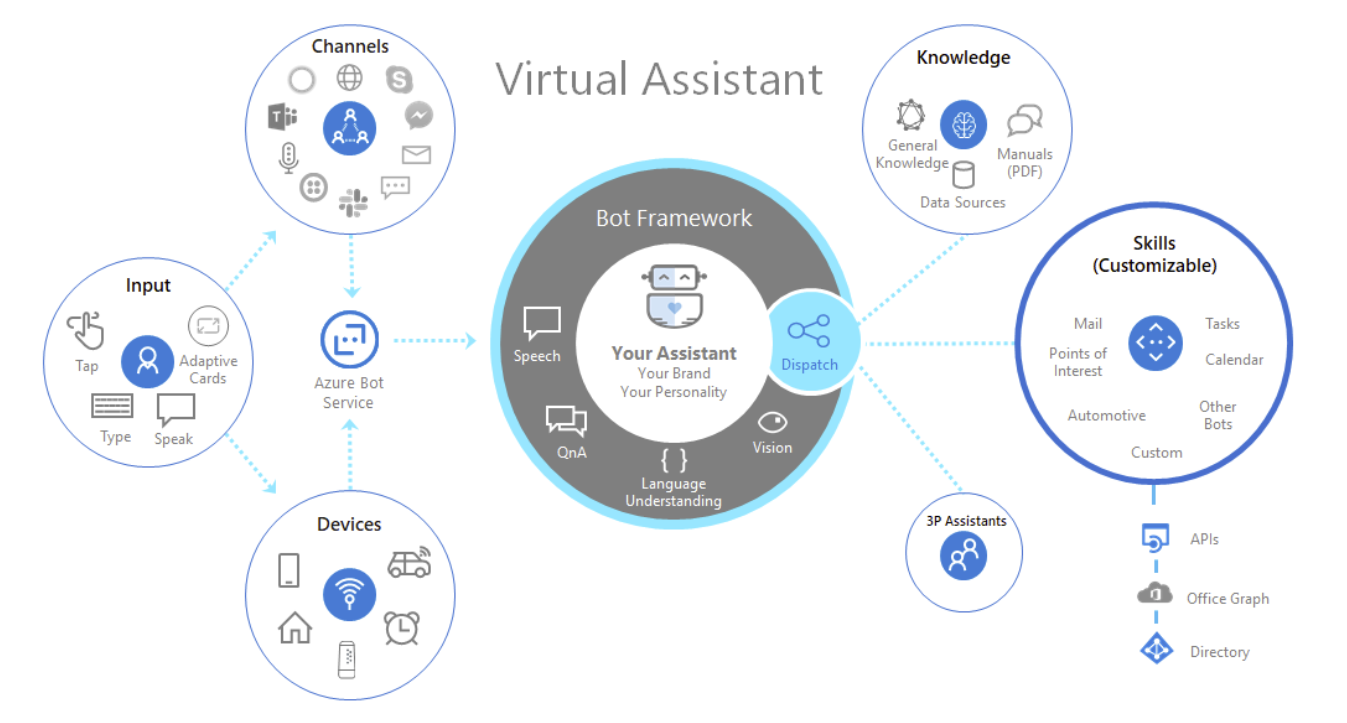 Virtual Assistant
Channels
T
Input
Tap
Adaptive
Cards
Type
Speak
Azure Bot
Service
Devices
Bot Framework
Speech
Your Assistant
Your Brand
Your Personality
Dispatch
QnA
Vision
{ }
Language
Understanding
Knowledge
General
Knowledge
Manuals
(PDF)
Data Sources
Skills
(Customizable)
Mail
Tasks
Points of
Interest
Calendar
Automotive
Other
Bots
Custom
3P Assistants
APIs
Office Graph
Directory